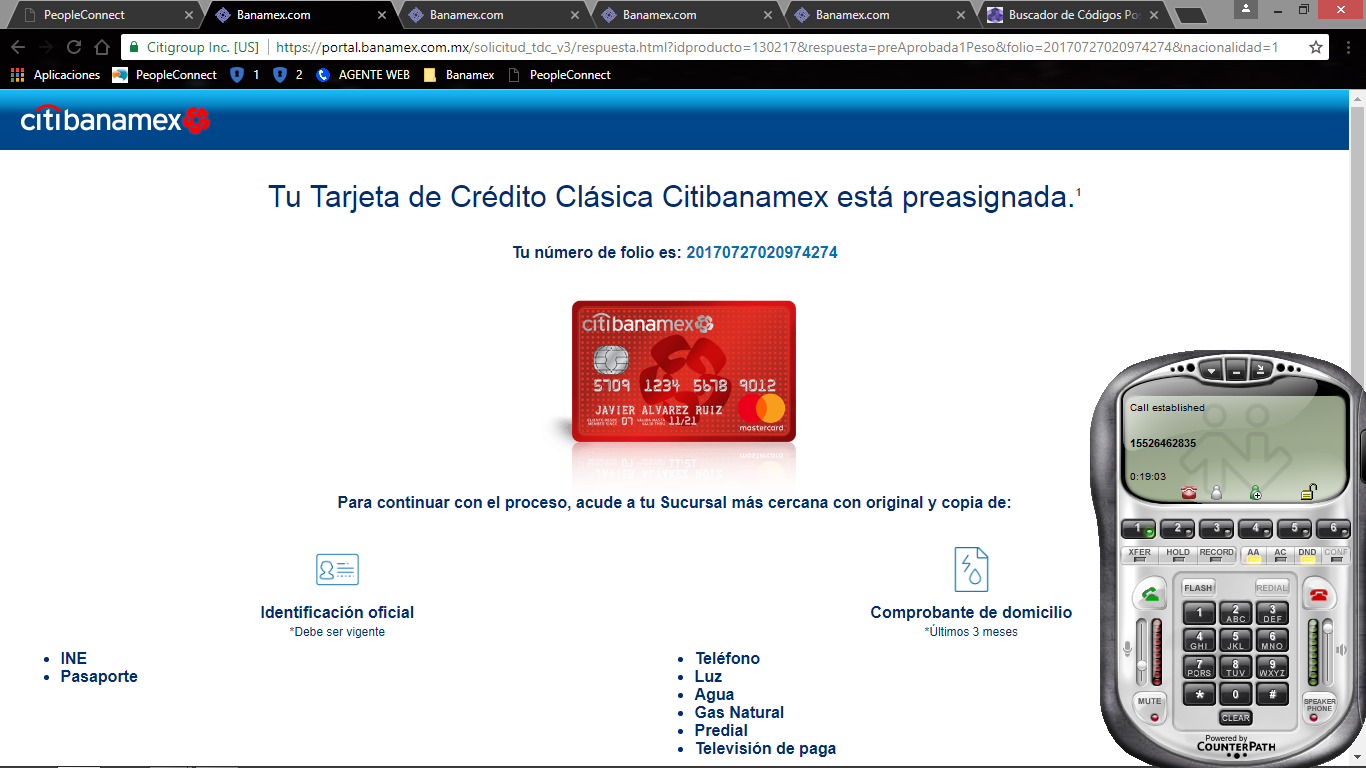 PeopleConnect
Banamex.com
Banamex.com
Banamex.com
Banamex.com
Buscador de Códigos Pos
Citigroup Inc. [US]
https://portal.banamex.com.mx/solicitud_tdc_v3/respuesta.html?idproducto=130217&respuesta=preAprobada1Peso&folio=20170727020974274&nacionalidad=1
Aplicaciones
PeopleConnect
1
2
AGENTE WEB
Banamex
PeopleConnect
citibanamex
Tu Tarjeta de Crédito Clásica Citibanamex está preasignada.1
Tu número de folio es: 20170727020974274
citibanamex
5709 1234 5678 9012
JAVIER ALVAREZ RUIZ
07
11/21
mastercard
Para continuar con el proceso, acude a tu Sucursal más cercana con original y copia de:
Identificación oficial
*Debe ser vigente
INE
Pasaporte
Comprobante de domicilio
*Últimos 3 meses
Teléfono
Luz
Agua
Gas Natural
Predial
Televisión de paga
Call established
15526462835
0:19:03
1 2 3 4 5 6
XFER HOLD RECORD AA AC DND CONF
FLASH REDIAL
1 2 ABC 3 DEF
4 GHI 5 JKL 6 MNO
7 PQRS 8 TUV 9 WXYZ
* 0 #
MUTE
SPEAKER
PHONE
CLEAR
Powered by
COUNTERPATH